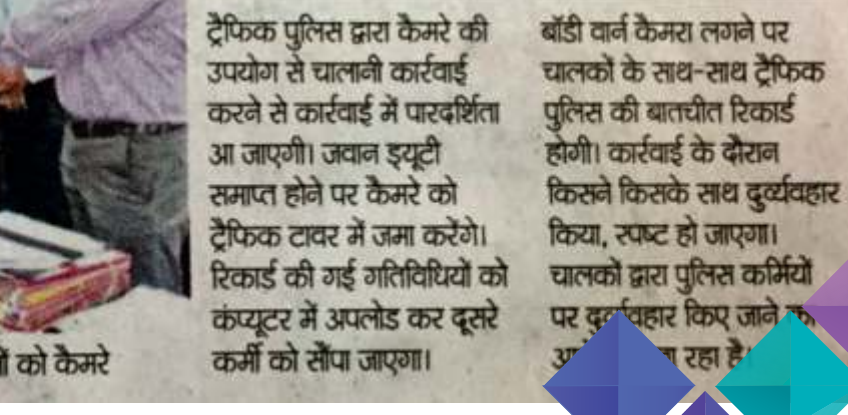 ट्रैफिक पुलिस द्वारा कैमरे की
उपयोग से चालानी कार्रवाई
करने से कार्रवाई में पारदर्शिता
आ जाएगी। जवान ड्यूटी
समाप्त होने पर कैमरे को
ट्रैफिक टावर में जमा करेंगे।
रिकार्ड की गई गतिविधियों को
कंप्यूटर में अपलोड कर दूसरे
कर्मी को सौंपा जाएगा।
बॉडी वार्न कैमरा लगने पर
चालकों के साथ-साथ ट्रैफिक
पुलिस की बातचीत रिकार्ड
होगी। कार्रवाई के दौरान
किसने किसके साथ दुर्व्यवहार
किया, स्पष्ट हो जाएगा।
चालकों द्वारा पुलिस कर्मियों
पर दुर्व्यवहार किए जाने का
रहा है।
को कैमरे